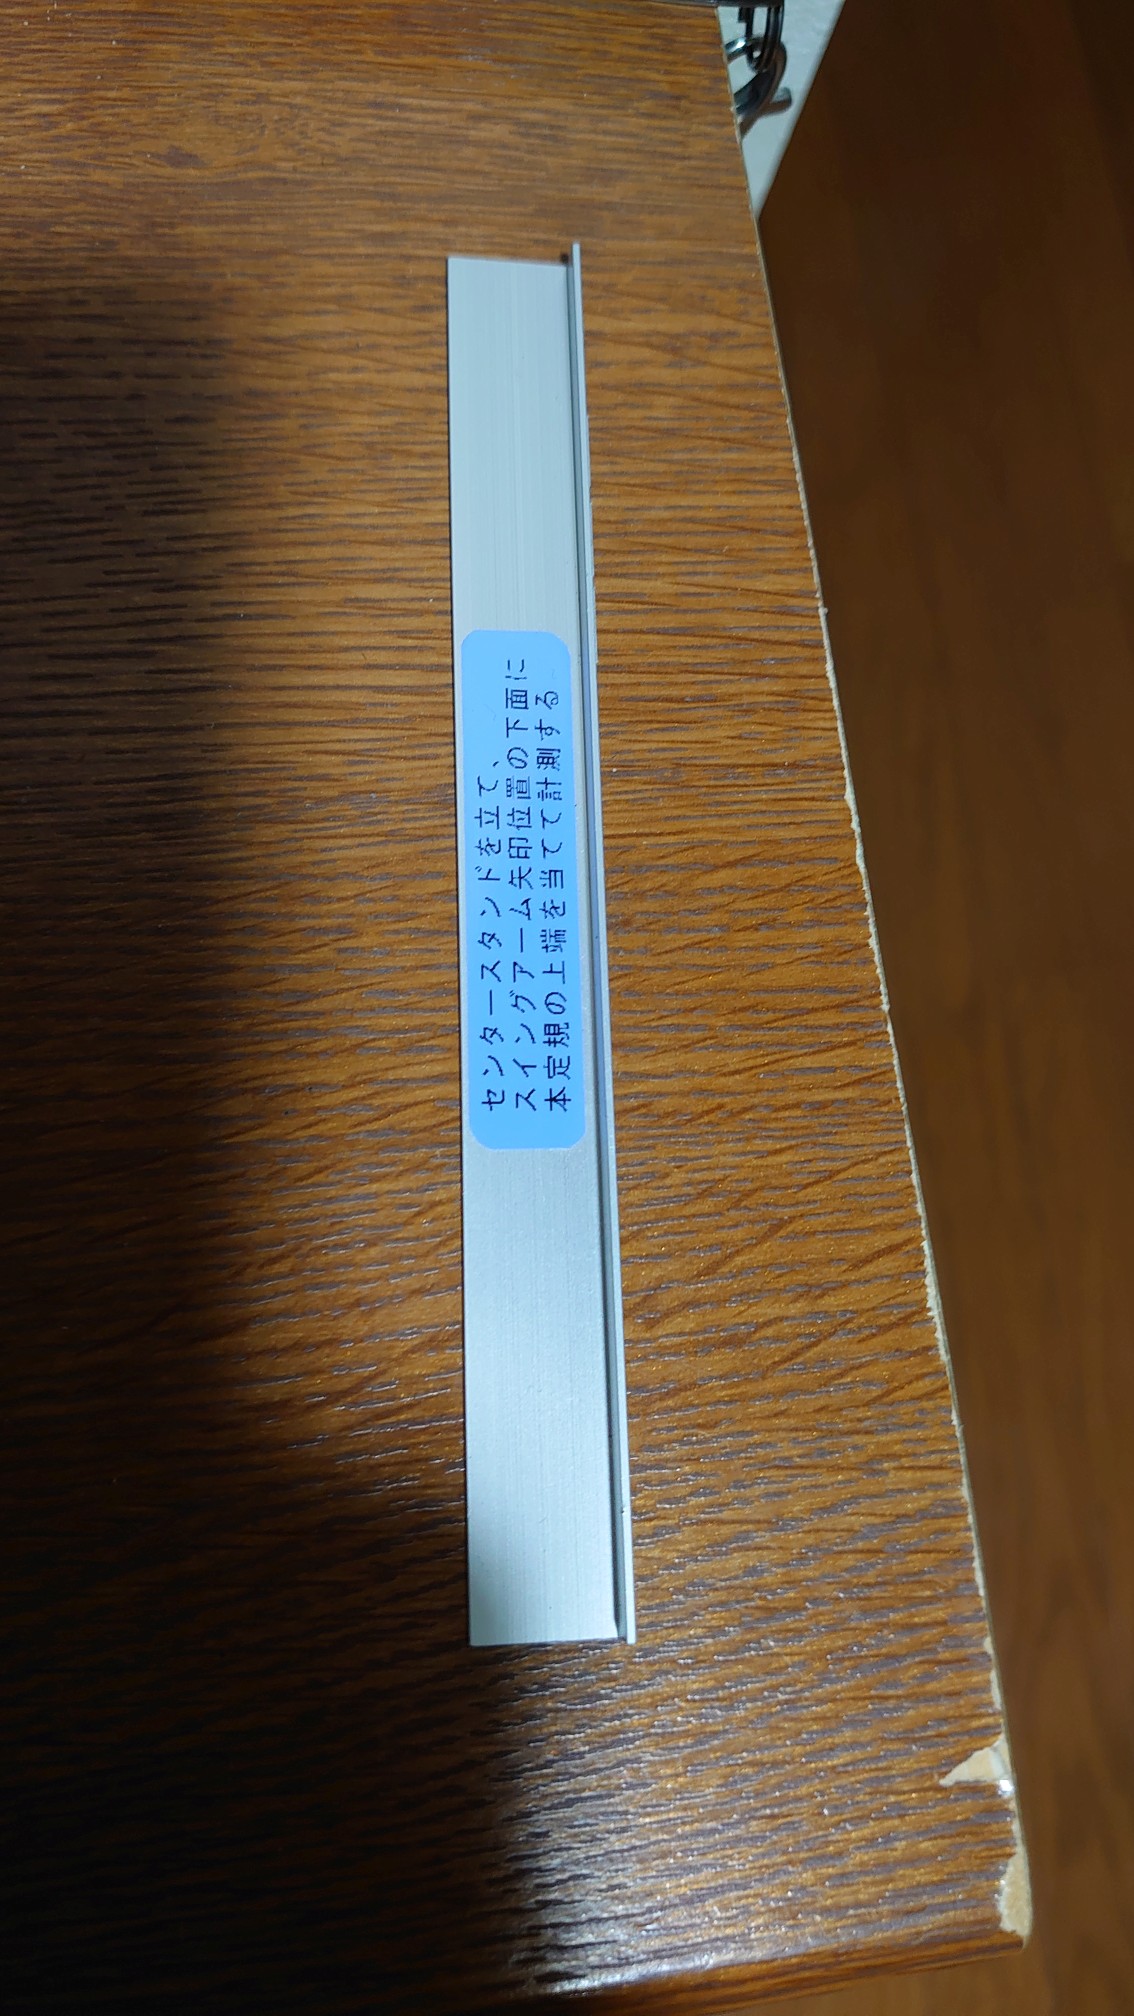 センタースタンドを立て、
スイングアーム矢印位置の下面に
本定規の上端を当てて計測する